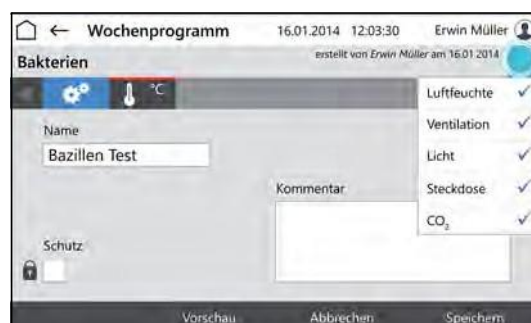 Wochenprogramm 16.01.2014 12:03:30 Erwin Müller
Bakterien erstellt von Erwin Müller am 16.01.2014
°C
Luftfeuchte
Ventilation
Licht
Steckdose
CO₂
Name
Bazillen Test
Kommentar
Schutz
Vorschau Abbrechen Speichern